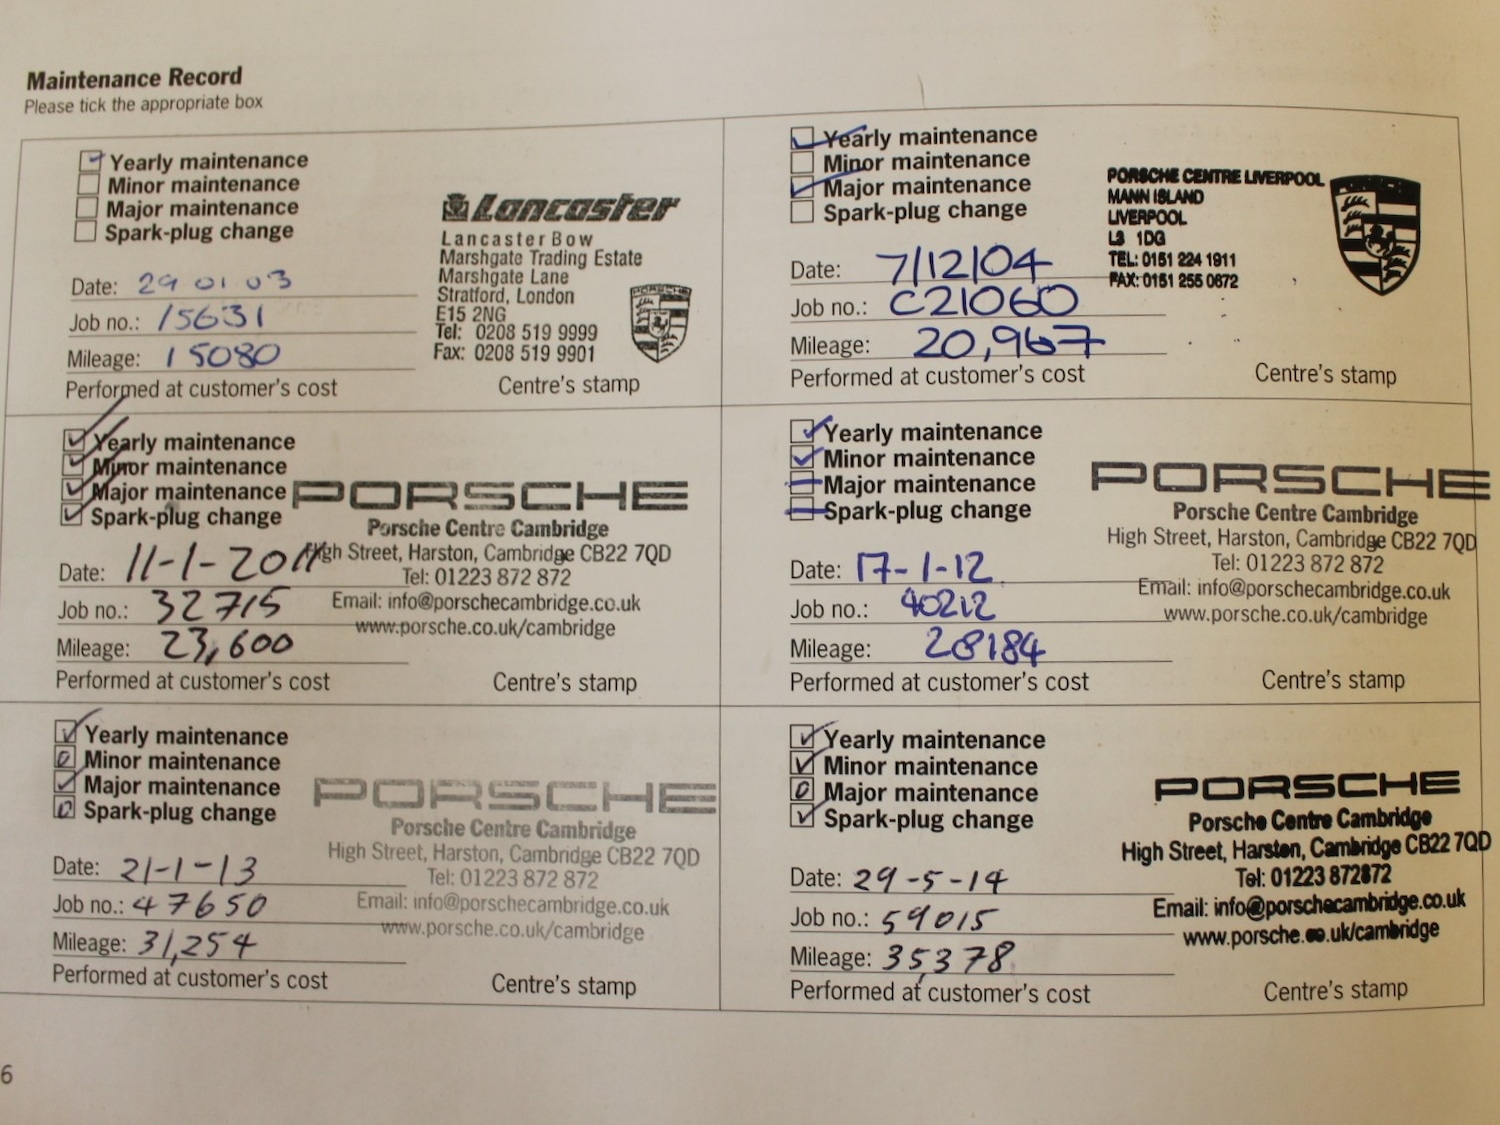 Maintenance Record
Please tick the appropriate box
Yearly maintenance
Minor maintenance
Major maintenance
Spark-plug change
Date: 29 01 03
Job no.: 15631
Mileage: 15080
Performed at customer's cost
Lancaster
Lancaster Bow
Marshgate Trading Estate
Marshgate Lane
Stratford, London
E15 2NG
Tel: 0208 519 9999
Fax: 0208 519 9901
PORSCHE
Centre's stamp
Yearly maintenance
Minor maintenance
Major maintenance
Spark-plug change
Date: 7/12/04
Job no.: C21060
Mileage: 20,967
Performed at customer's cost
PORSCHE CENTRE LIVERPOOL
MANN ISLAND
LIVERPOOL
L3 1DG
TEL: 0151 224 1911
FAX: 0151 255 0872
Centre's stamp
Yearly maintenance
Minor maintenance
Major maintenance
Spark-plug change
Date: 11-1-2011
Job no.: 32715
Mileage: 23,600
Performed at customer's cost
PORSCHE
Porsche Centre Cambridge
High Street, Harston, Cambridge CB22 7QD
Tel: 01223 872 872
Email: info@porschecambridge.co.uk
www.porsche.co.uk/cambridge
Centre's stamp
Yearly maintenance
Minor maintenance
Major maintenance
Spark-plug change
Date: 17-1-12
Job no.: 40212
Mileage: 28184
Performed at customer's cost
PORSCHE
Porsche Centre Cambridge
High Street, Harston, Cambridge CB22 7QD
Tel: 01223 872 872
Email: info@porschecambridge.co.uk
www.porsche.co.uk/cambridge
Centre's stamp
Yearly maintenance
Minor maintenance
Major maintenance
Spark-plug change
Date: 21-1-13
Job no.: 47650
Mileage: 31,254
Performed at customer's cost
PORSCHE
Porsche Centre Cambridge
High Street, Harston, Cambridge CB22 7QD
Tel: 01223 872 872
Email: info@porschecambridge.co.uk
www.porsche.co.uk/cambridge
Centre's stamp
Yearly maintenance
Minor maintenance
Major maintenance
Spark-plug change
Date: 29-5-14
Job no.: 59015
Mileage: 35,378
Performed at customer's cost
PORSCHE
Porsche Centre Cambridge
High Street, Harston, Cambridge CB22 7QD
Tel: 01223 872872
Email: info@porschecambridge.co.uk
www.porsche.co.uk/cambridge
Centre's stamp
6